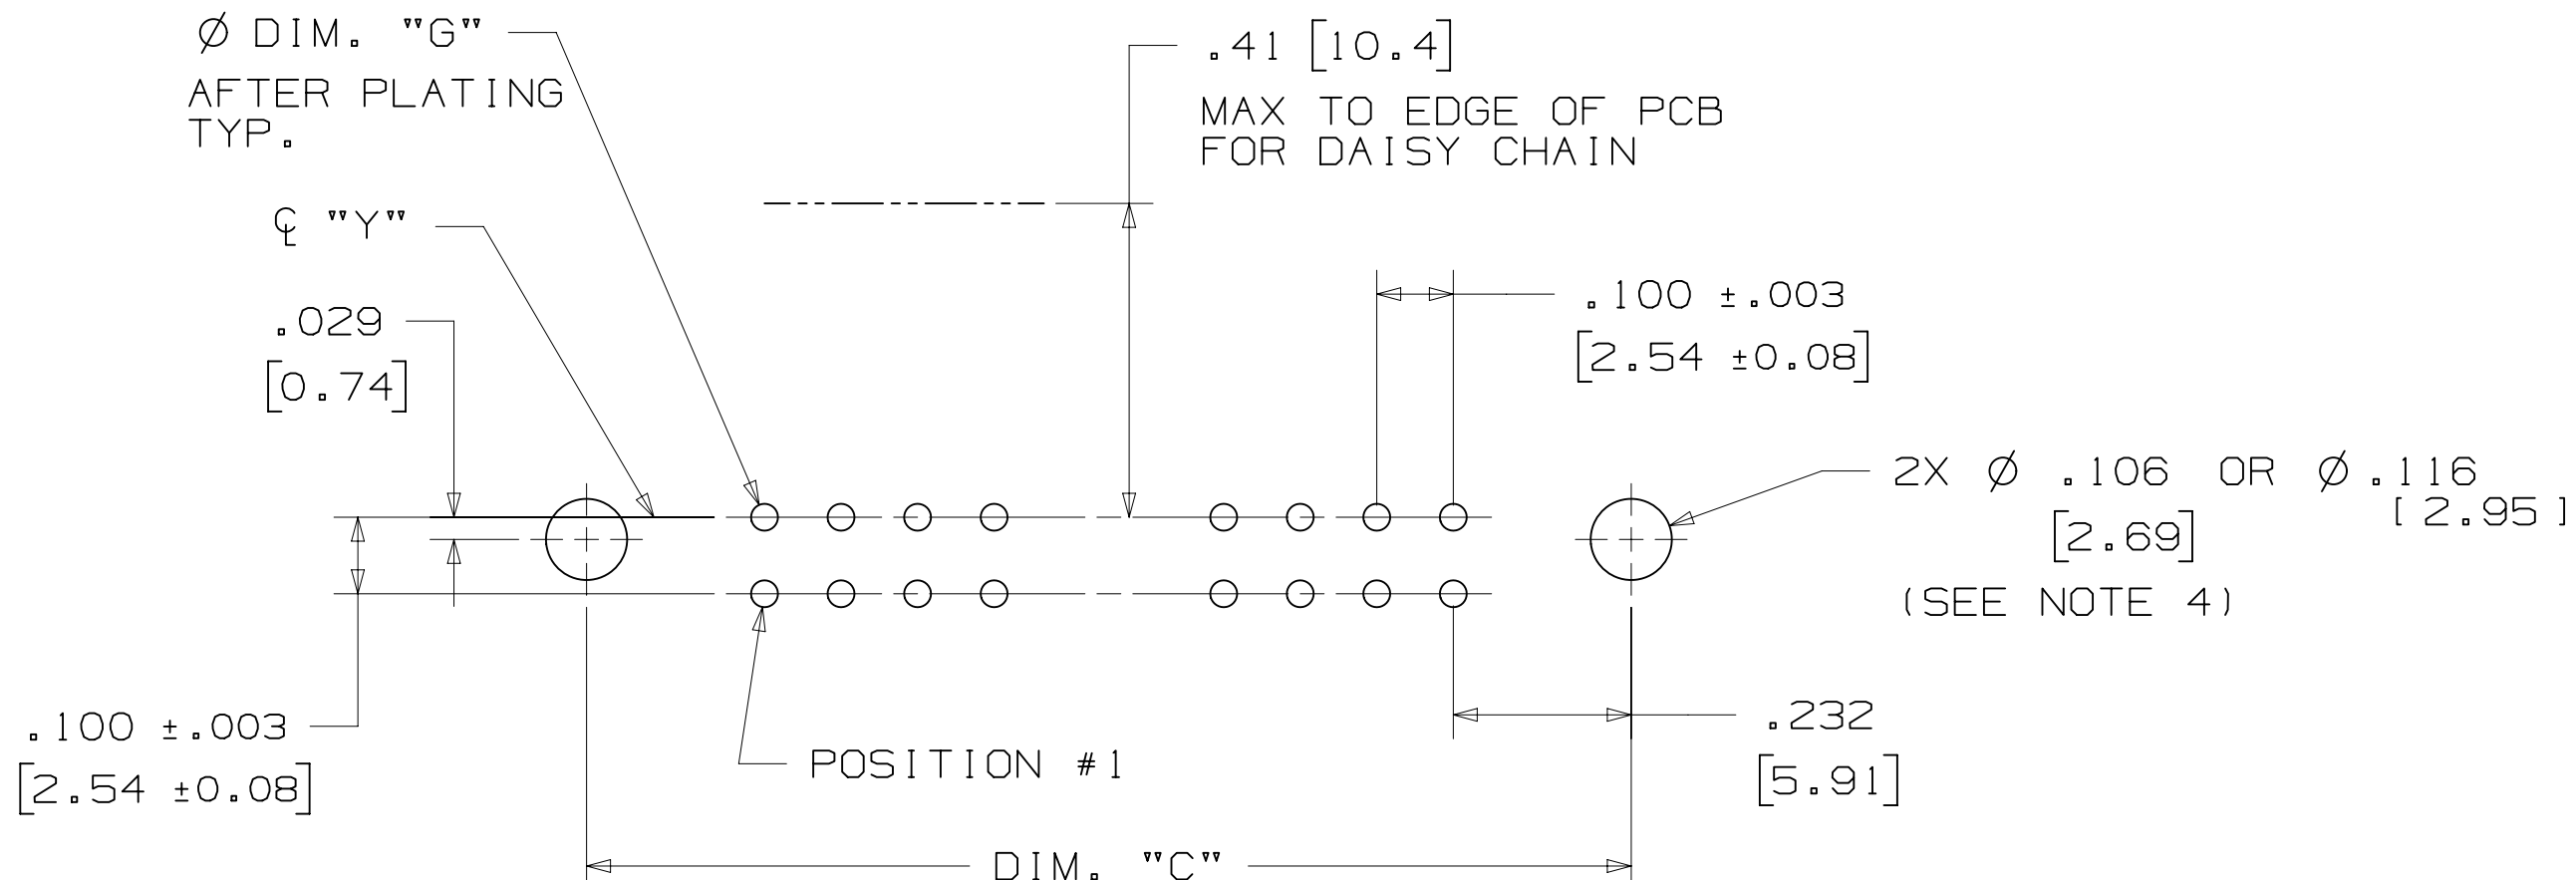 Ø DIM. "G"
AFTER PLATING
TYP.
.41 [10.4]
MAX TO EDGE OF PCB
FOR DAISY CHAIN
℄ "Y"
.029
[0.74]
.100 ±.003
[2.54 ±0.08]
2X Ø .106 OR Ø .116
[2.69] [2.95]
(SEE NOTE 4)
.100 ±.003
[2.54 ±0.08]
POSITION #1
.232
[5.91]
DIM. "C"